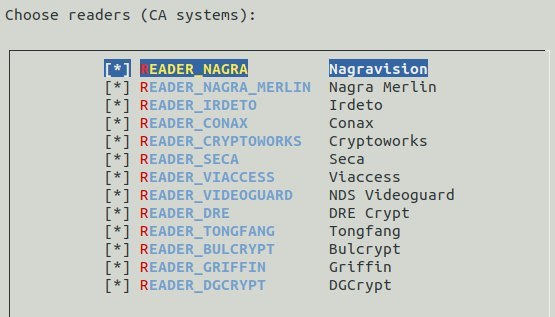 Choose readers (CA systems):
[*] READER_NAGRA Nagravision
[*] READER_NAGRA_MERLIN Nagra Merlin
[*] READER_IRDETO Irdeto
[*] READER_CONAX Conax
[*] READER_CRYPTOWORKS Cryptoworks
[*] READER_SECA Seca
[*] READER_VIACCESS Viaccess
[*] READER_VIDEOGUARD NDS Videoguard
[*] READER_DRE DRE Crypt
[*] READER_TONGFANG Tongfang
[*] READER_BULCRYPT Bulcrypt
[*] READER_GRIFFIN Griffin
[*] READER_DGCRYPT DGCrypt